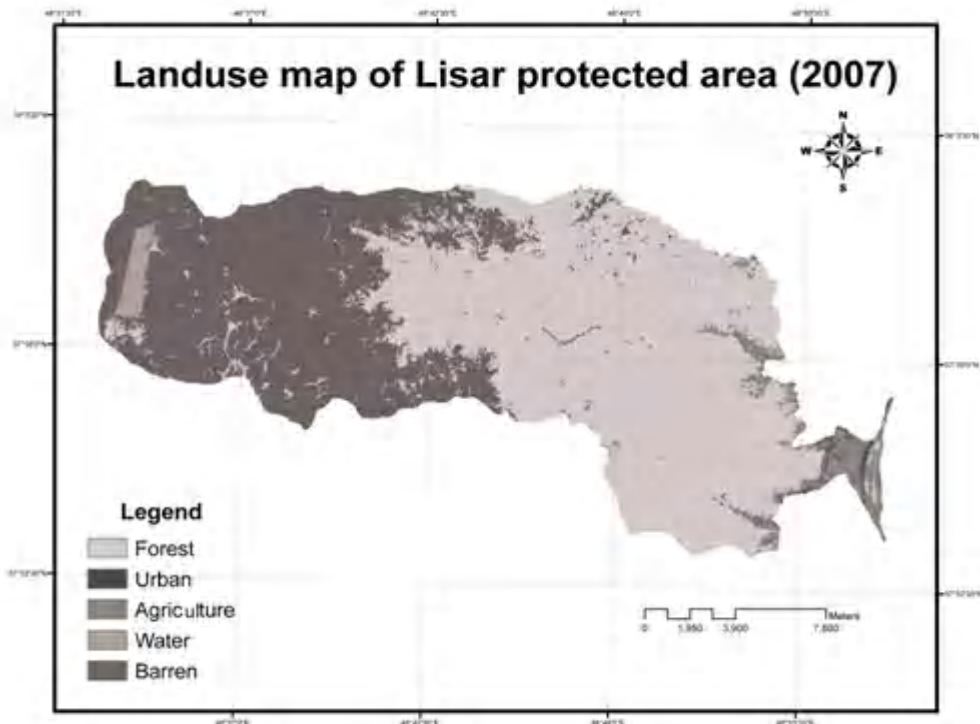 Landuse map of Lisar protected area (2007)
N
W E
S
Legend
Forest
Urban
Agriculture
Water
Barren
Meters
0 1,950 3,900 7,800